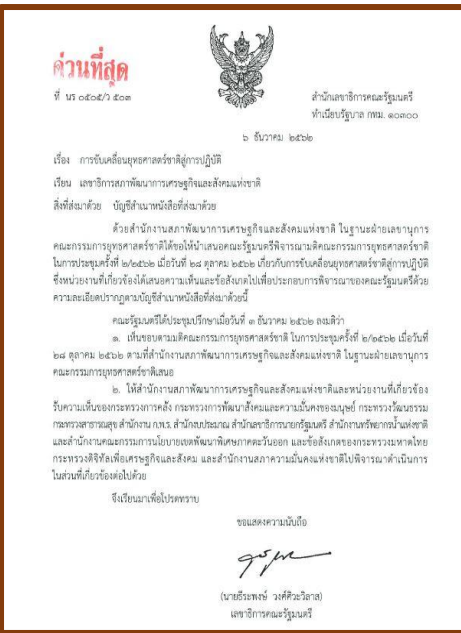 ด่วนที่สุด
ที่ นร ๐๕๐๕/ว ๕๐๓
สำนักเลขาธิการคณะรัฐมนตรี
ทำเนียบรัฐบาล กทม. ๑๐๓๐๐
๖ ธันวาคม ๒๕๖๒
เรื่อง การขับเคลื่อนยุทธศาสตร์ชาติสู่การปฏิบัติ
เรียน เลขาธิการสภาพัฒนาการเศรษฐกิจและสังคมแห่งชาติ
สิ่งที่ส่งมาด้วย บัญชีสำเนาหนังสือที่ส่งมาด้วย
ด้วยสำนักงานสภาพัฒนาการเศรษฐกิจและสังคมแห่งชาติ ในฐานะฝ่ายเลขานุการ
คณะกรรมการยุทธศาสตร์ชาติได้ขอให้นำเสนอคณะรัฐมนตรีพิจารณามติคณะกรรมการยุทธศาสตร์ชาติ
ในการประชุมครั้งที่ ๒/๒๕๖๒ เมื่อวันที่ ๒๘ ตุลาคม ๒๕๖๒ เกี่ยวกับการขับเคลื่อนยุทธศาสตร์ชาติสู่การปฏิบัติ
ซึ่งหน่วยงานที่เกี่ยวข้องได้เสนอความเห็นและข้อสังเกตไปเพื่อประกอบการพิจารณาของคณะรัฐมนตรีด้วย
ความละเอียดปรากฏตามบัญชีสำเนาหนังสือที่ส่งมาด้วยนี้
คณะรัฐมนตรีได้ประชุมปรึกษาเมื่อวันที่ ๓ ธันวาคม ๒๕๖๒ ลงมติว่า
๑. เห็นชอบตามมติคณะกรรมการยุทธศาสตร์ชาติ ในการประชุมครั้งที่ ๒/๒๕๖๒ เมื่อวันที่
๒๘ ตุลาคม ๒๕๖๒ ตามที่สำนักงานสภาพัฒนาการเศรษฐกิจและสังคมแห่งชาติ ในฐานะฝ่ายเลขานุการ
คณะกรรมการยุทธศาสตร์ชาติเสนอ
๒. ให้สำนักงานสภาพัฒนาการเศรษฐกิจและสังคมแห่งชาติและหน่วยงานที่เกี่ยวข้อง
รับความเห็นของกระทรวงการคลัง กระทรวงการพัฒนาสังคมและความมั่นคงของมนุษย์ กระทรวงวัฒนธรรม
กระทรวงสาธารณสุข สำนักงาน ก.พ.ร. สำนักงบประมาณ สำนักเลขาธิการนายกรัฐมนตรี สำนักงานทรัพยากรน้ำแห่งชาติ
และสำนักงานคณะกรรมการนโยบายเขตพัฒนาพิเศษภาคตะวันออก และข้อสังเกตของกระทรวงมหาดไทย
กระทรวงดิจิทัลเพื่อเศรษฐกิจและสังคม และสำนักงานสภาความมั่นคงแห่งชาติไปพิจารณาดำเนินการ
ในส่วนที่เกี่ยวข้องต่อไปด้วย
จึงเรียนมาเพื่อโปรดทราบ
ขอแสดงความนับถือ
(นายธีระพงษ์ วงศ์ศิวะวิลาส)
เลขาธิการคณะรัฐมนตรี